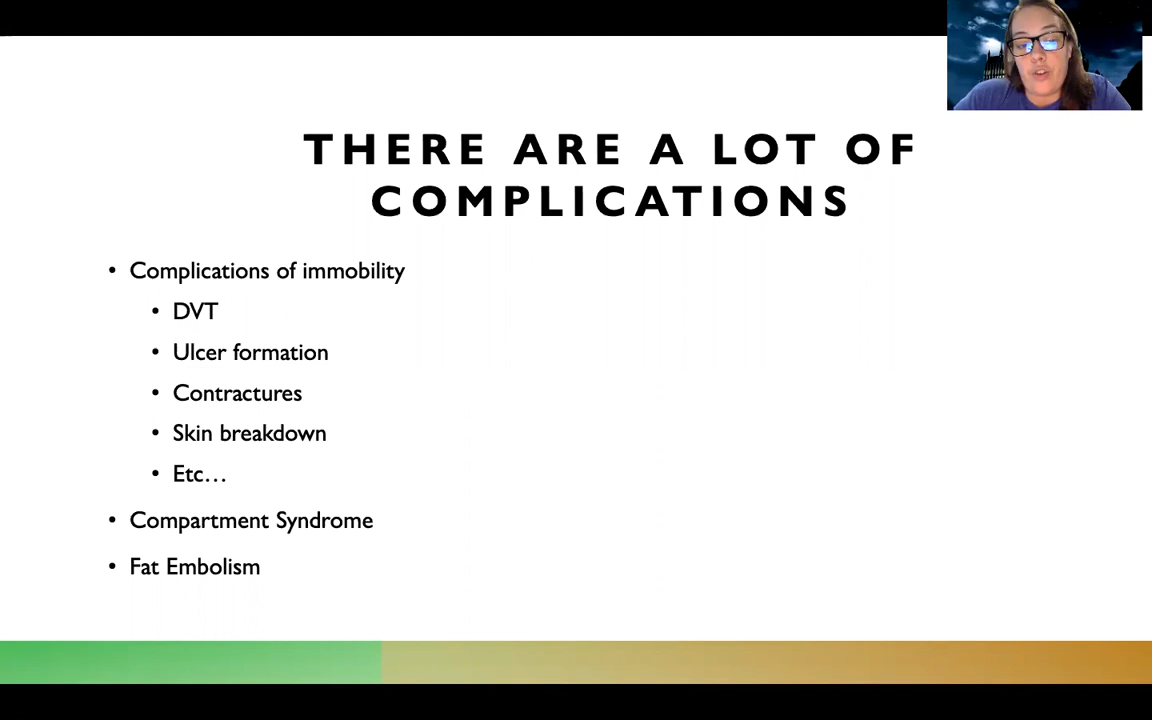 THERE ARE A LOT OF
COMPLICATIONS
• Complications of immobility
• DVT
• Ulcer formation
• Contractures
• Skin breakdown
• Etc…
• Compartment Syndrome
• Fat Embolism